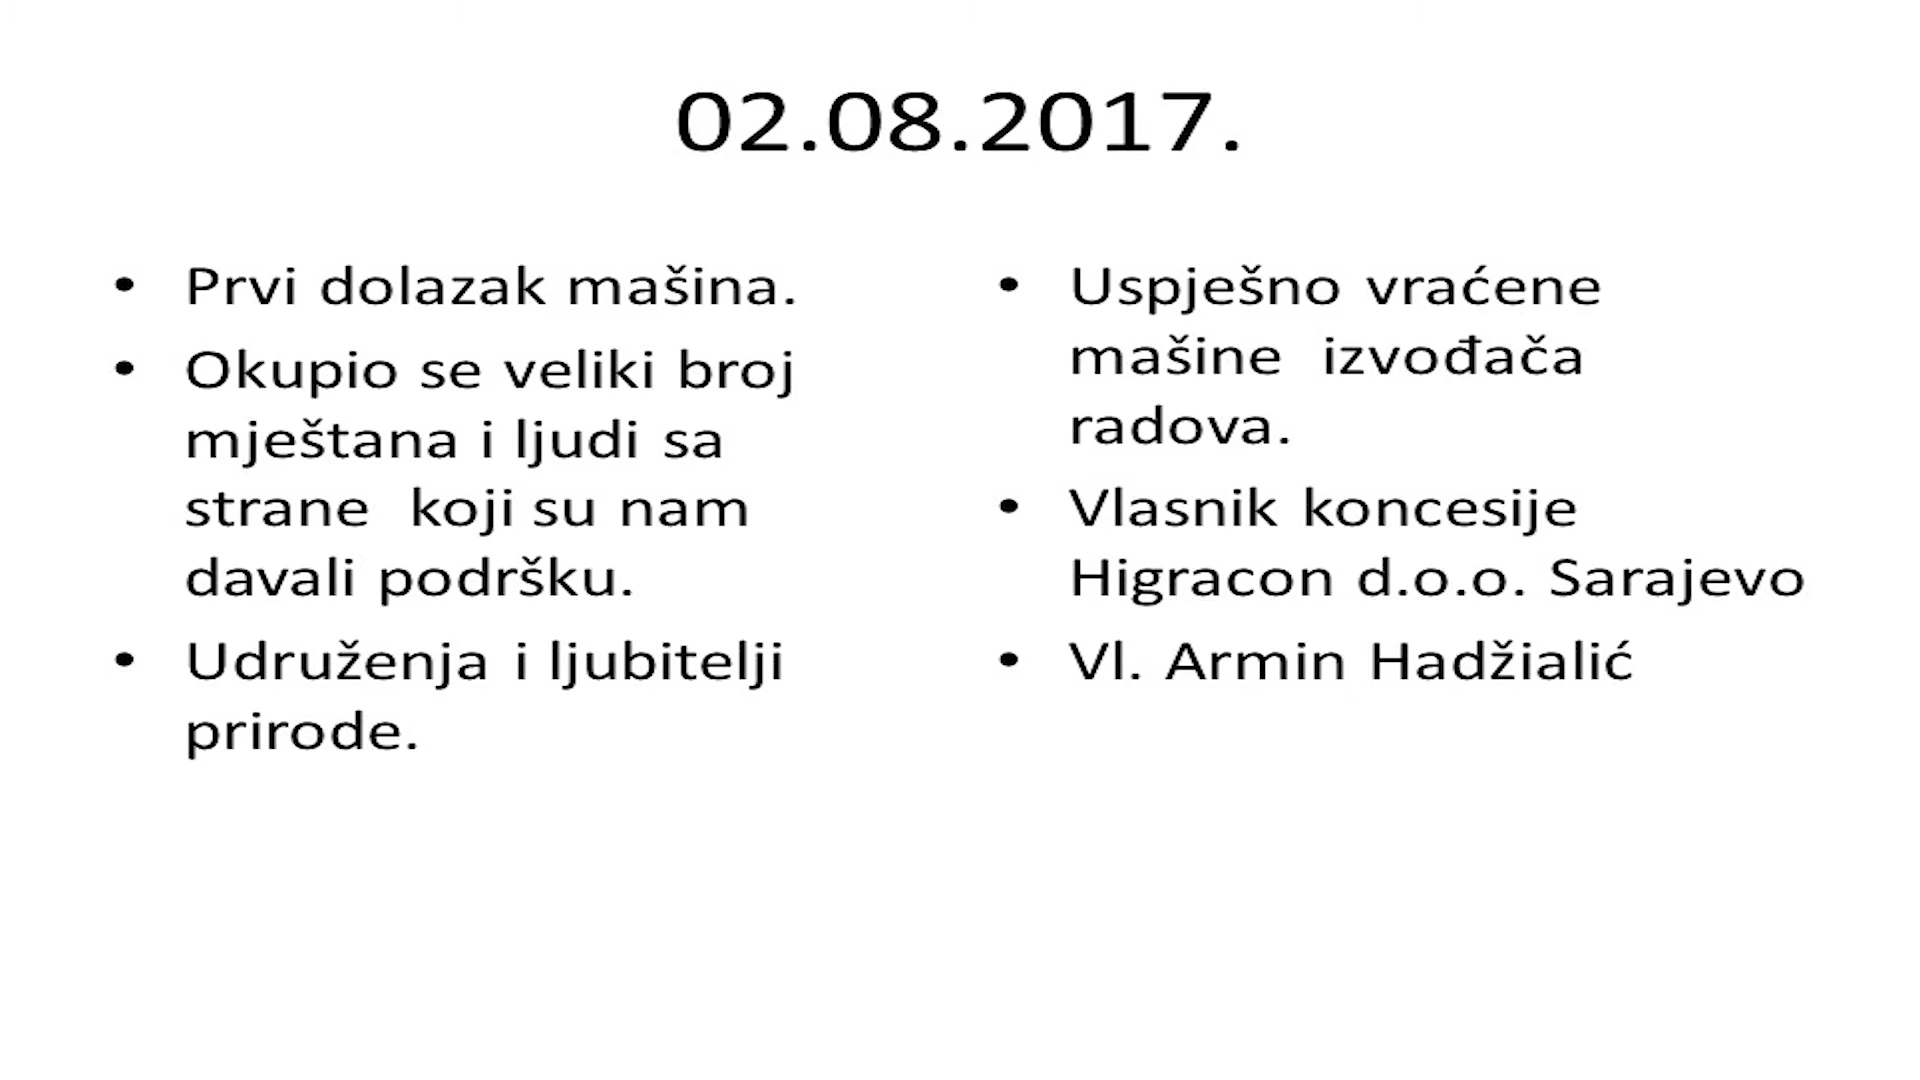 02.08.2017.
• Prvi dolazak mašina.
• Okupio se veliki broj
mještana i ljudi sa
strane  koji su nam
davali podršku.
• Udruženja i ljubitelji
prirode.
• Uspješno vraćene
mašine  izvođača
radova.
• Vlasnik koncesije
Higracon d.o.o. Sarajevo
• Vl. Armin Hadžialić